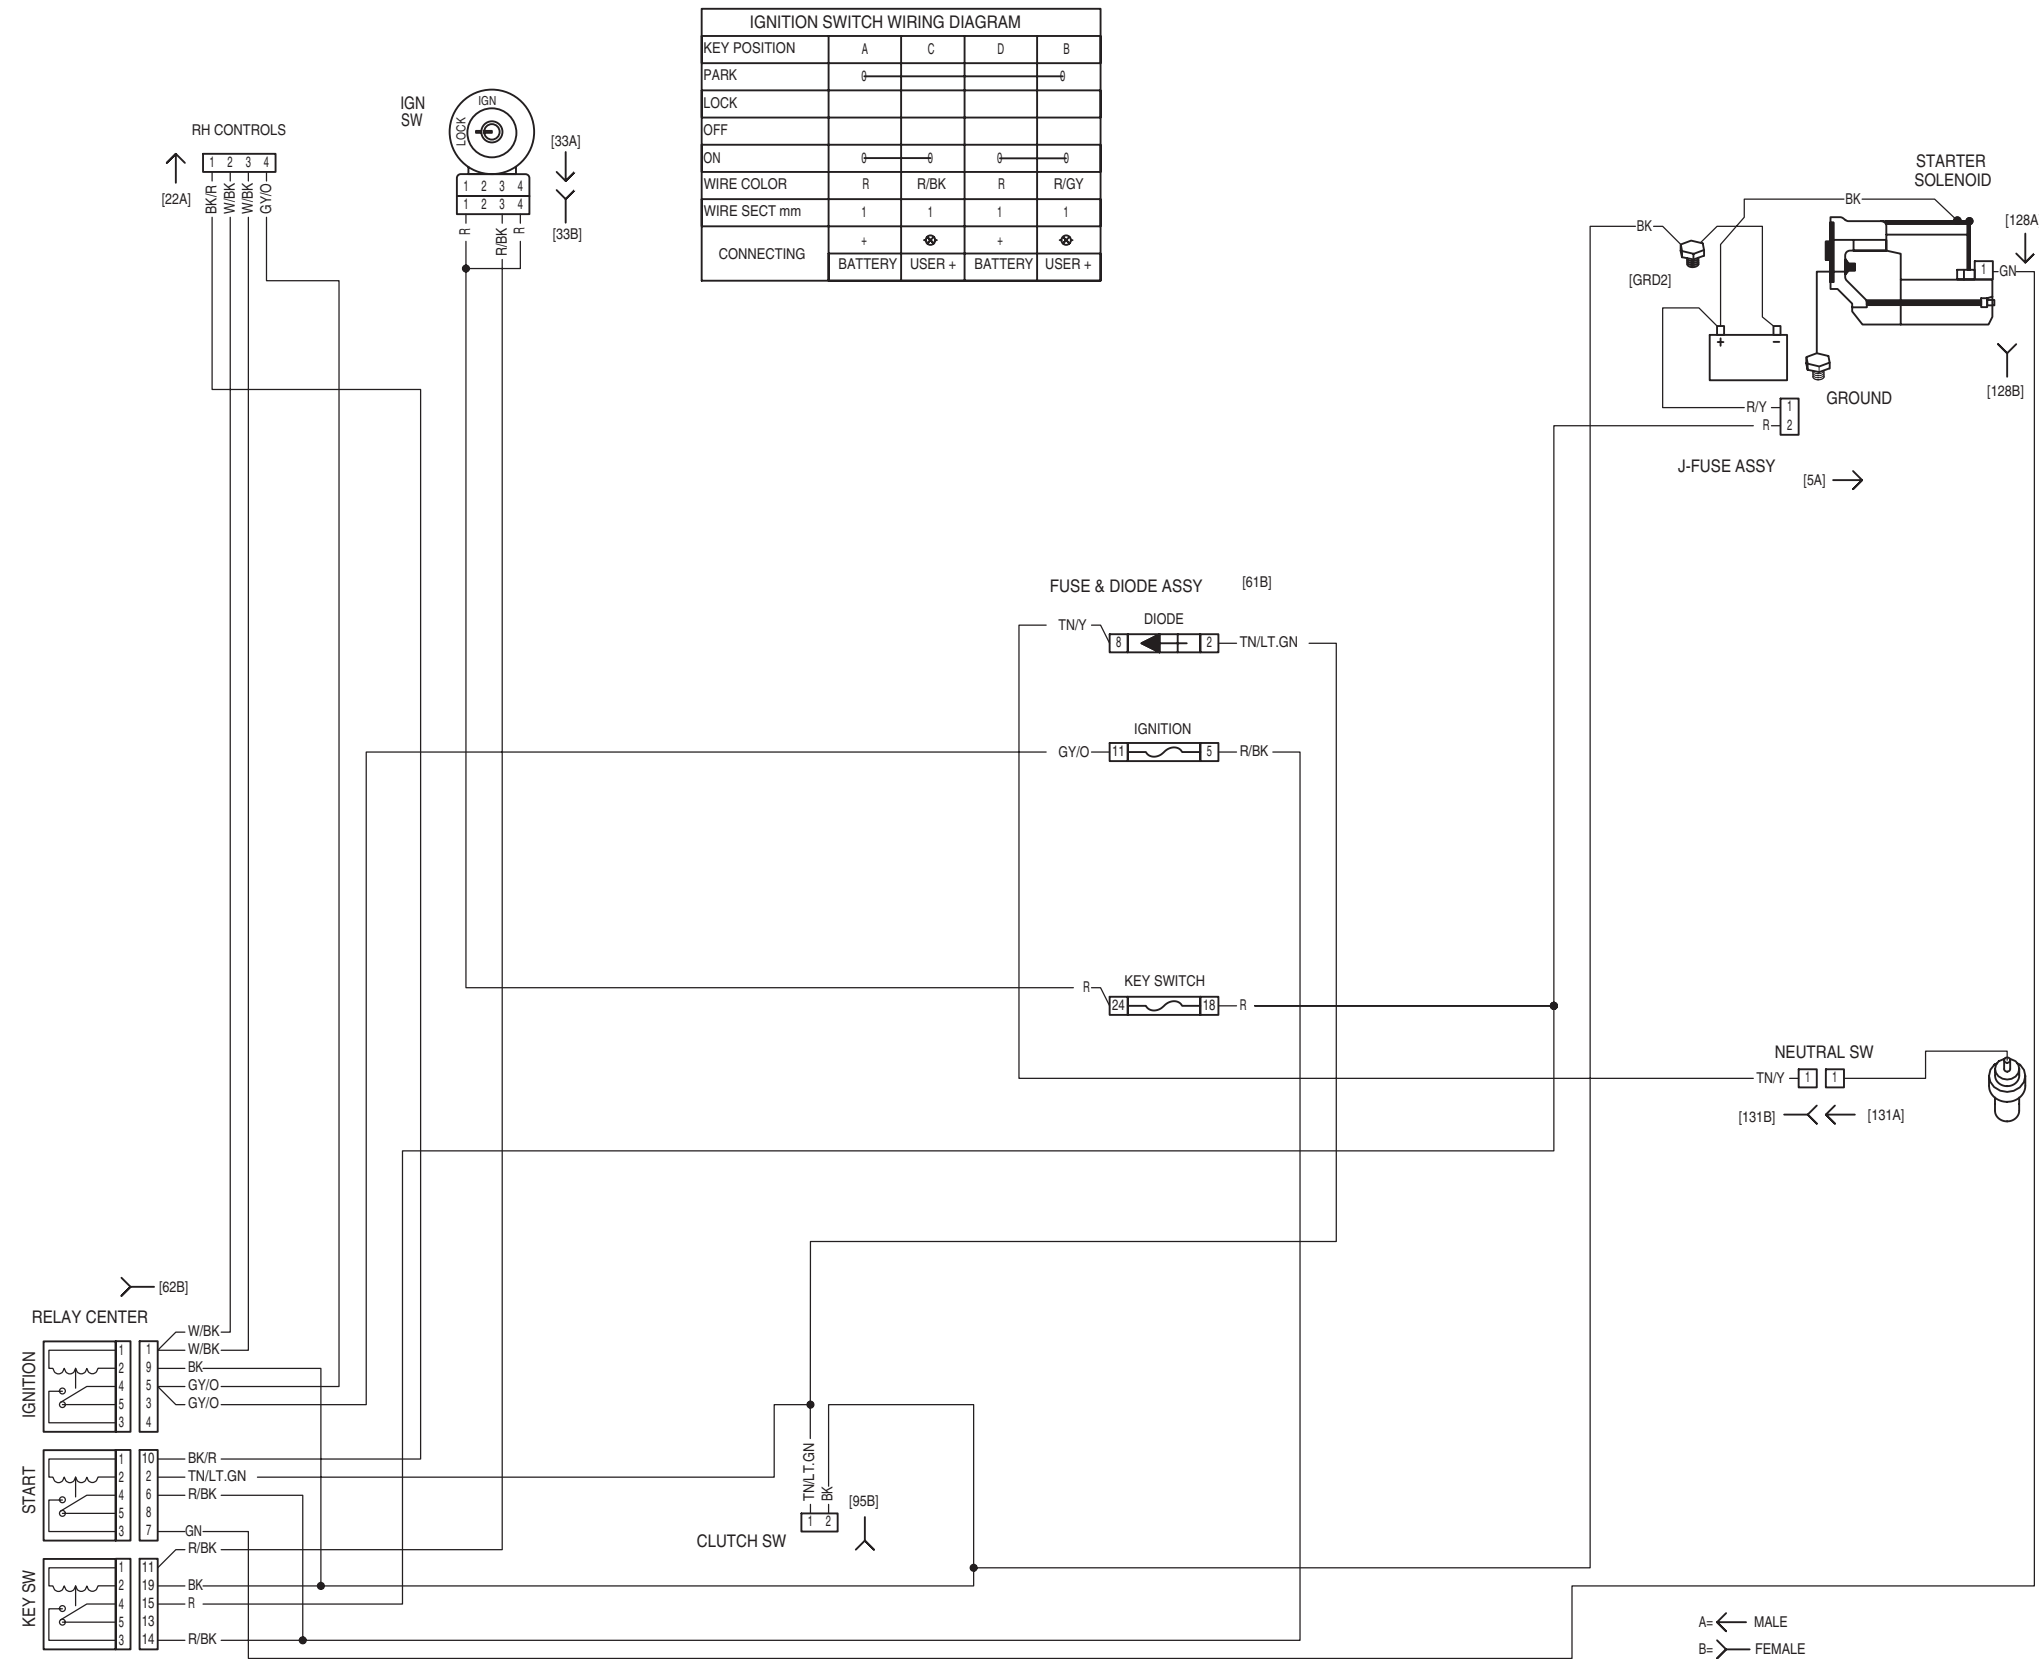 IGNITION SWITCH WIRING DIAGRAM
KEY POSITION A C D B
PARK 0 0
LOCK
OFF
ON 0 0 0 0
WIRE COLOR R R/BK R R/GY
WIRE SECT mm 1 1 1 1
CONNECTING + +
BATTERY USER + BATTERY USER +
RH CONTROLS
1 2 3 4
[22A]
BK/R
W/BK
W/BK
GY/O
IGN
SW
IGN
LOCK
1 2 3 4
1 2 3 4
[33A]
[33B]
R
R/BK
R
STARTER
SOLENOID
BK
BK
[128A
1
GN
[GRD2]
+ −
[128B]
GROUND
R/Y 1
R 2
J-FUSE ASSY
[5A]
FUSE & DIODE ASSY [61B]
DIODE
TN/Y 8 2 TN/LT.GN
IGNITION
GY/O 11 5 R/BK
KEY SWITCH
R 24 18 R
NEUTRAL SW
TN/Y 1 1
[131B] [131A]
[62B]
RELAY CENTER
IGNITION
W/BK
1 1 W/BK
2 9 BK
4 5 GY/O
5 3 GY/O
3 4
START
1 10 BK/R
2 2 TN/LT.GN
4 6 R/BK
5 8
3 7 GN
KEY SW
R/BK
1 11
2 19 BK
4 15 R
5 13
3 14 R/BK
TN/LT.GN
BK
[95B]
1 2
CLUTCH SW
A= MALE
B= FEMALE